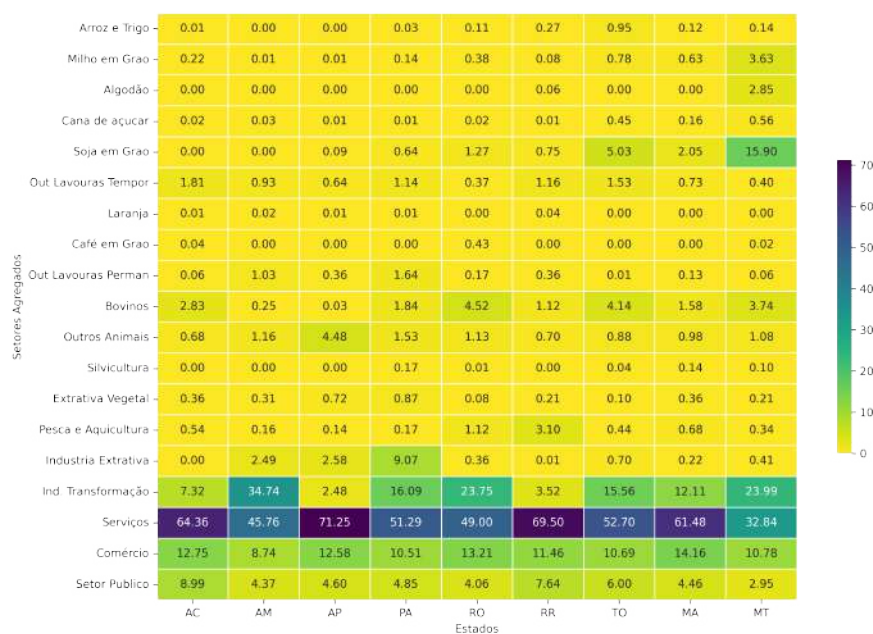 Arroz e Trigo 0.01 0.00 0.00 0.03 0.11 0.27 0.95 0.12 0.14
Milho em Grao 0.22 0.01 0.01 0.14 0.38 0.08 0.78 0.63 3.63
Algodão 0.00 0.00 0.00 0.00 0.00 0.06 0.00 0.00 2.85
Cana de açucar 0.02 0.03 0.01 0.01 0.02 0.01 0.45 0.16 0.56
Soja em Grao 0.00 0.00 0.09 0.64 1.27 0.75 5.03 2.05 15.90
Out Lavouras Tempor 1.81 0.93 0.64 1.14 0.37 1.16 1.53 0.73 0.40
Laranja 0.01 0.02 0.01 0.01 0.00 0.04 0.00 0.00 0.00
Café em Grao 0.04 0.00 0.00 0.00 0.43 0.00 0.00 0.00 0.02
Out Lavouras Perman 0.06 1.03 0.36 1.64 0.17 0.36 0.01 0.13 0.06
Bovinos 2.83 0.25 0.03 1.84 4.52 1.12 4.14 1.58 3.74
Outros Animais 0.68 1.16 4.48 1.53 1.13 0.70 0.88 0.98 1.08
Silvicultura 0.00 0.00 0.00 0.17 0.01 0.00 0.04 0.14 0.10
Extrativa Vegetal 0.36 0.31 0.72 0.87 0.08 0.21 0.10 0.36 0.21
Pesca e Aquicultura 0.54 0.16 0.14 0.17 1.12 3.10 0.44 0.68 0.34
Industria Extrativa 0.00 2.49 2.58 9.07 0.36 0.01 0.70 0.22 0.41
Ind Transformação 7.32 34.74 2.48 16.09 23.75 3.52 15.56 12.11 23.99
Serviços 64.36 45.76 71.25 51.29 49.00 69.50 52.70 61.48 32.84
Comércio 12.75 8.74 12.58 10.51 13.21 11.46 10.69 14.16 10.78
Setor Publico 8.99 4.37 4.60 4.85 4.06 7.64 6.00 4.46 2.95
AC AM AP PA RO RR TO MA MT
Estados
Setores Agregados
70
60
50
40
30
20
10
0